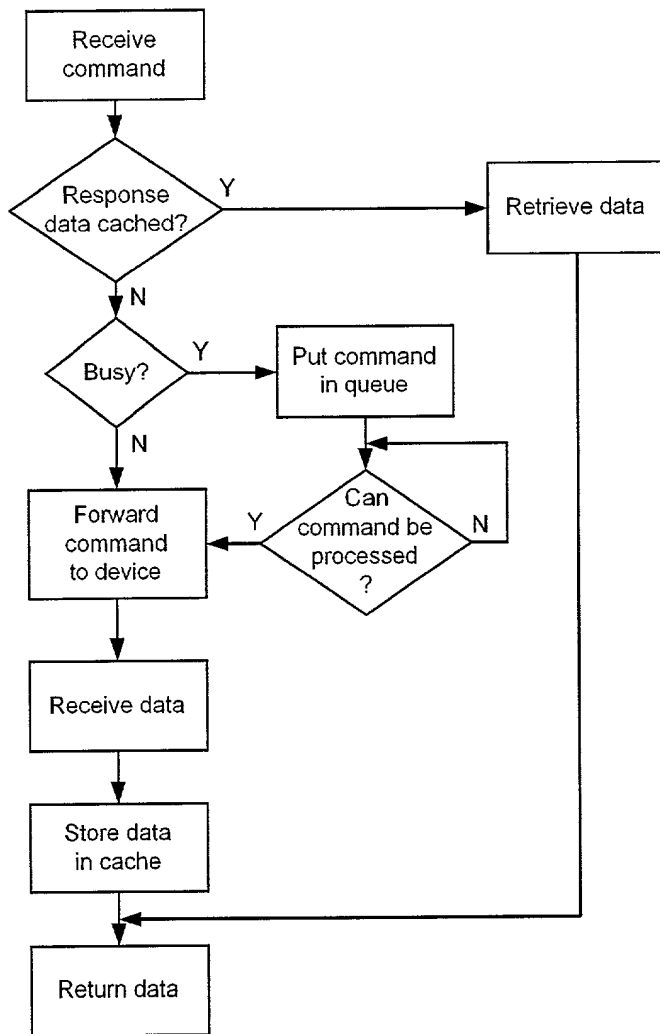 Receive
command
Response
data cached?
Y
Retrieve data
N
Busy?
Y
Put command
in queue
N
Forward
command
to device
Y
Can
command be
processed
?
N
Receive data
Store data
in cache
Return data